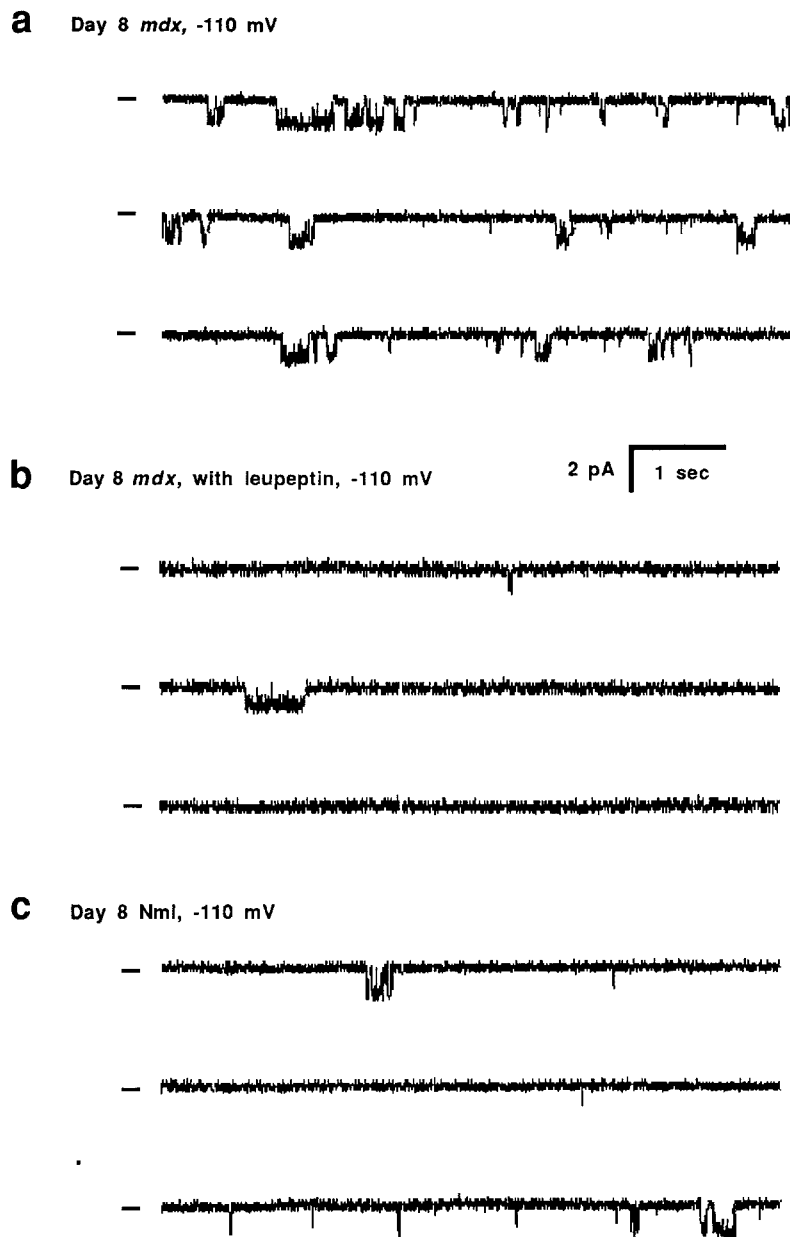 a Day 8 mdx, -110 mV
b Day 8 mdx, with leupeptin, -110 mV
2 pA 1 sec
c Day 8 Nml, -110 mV